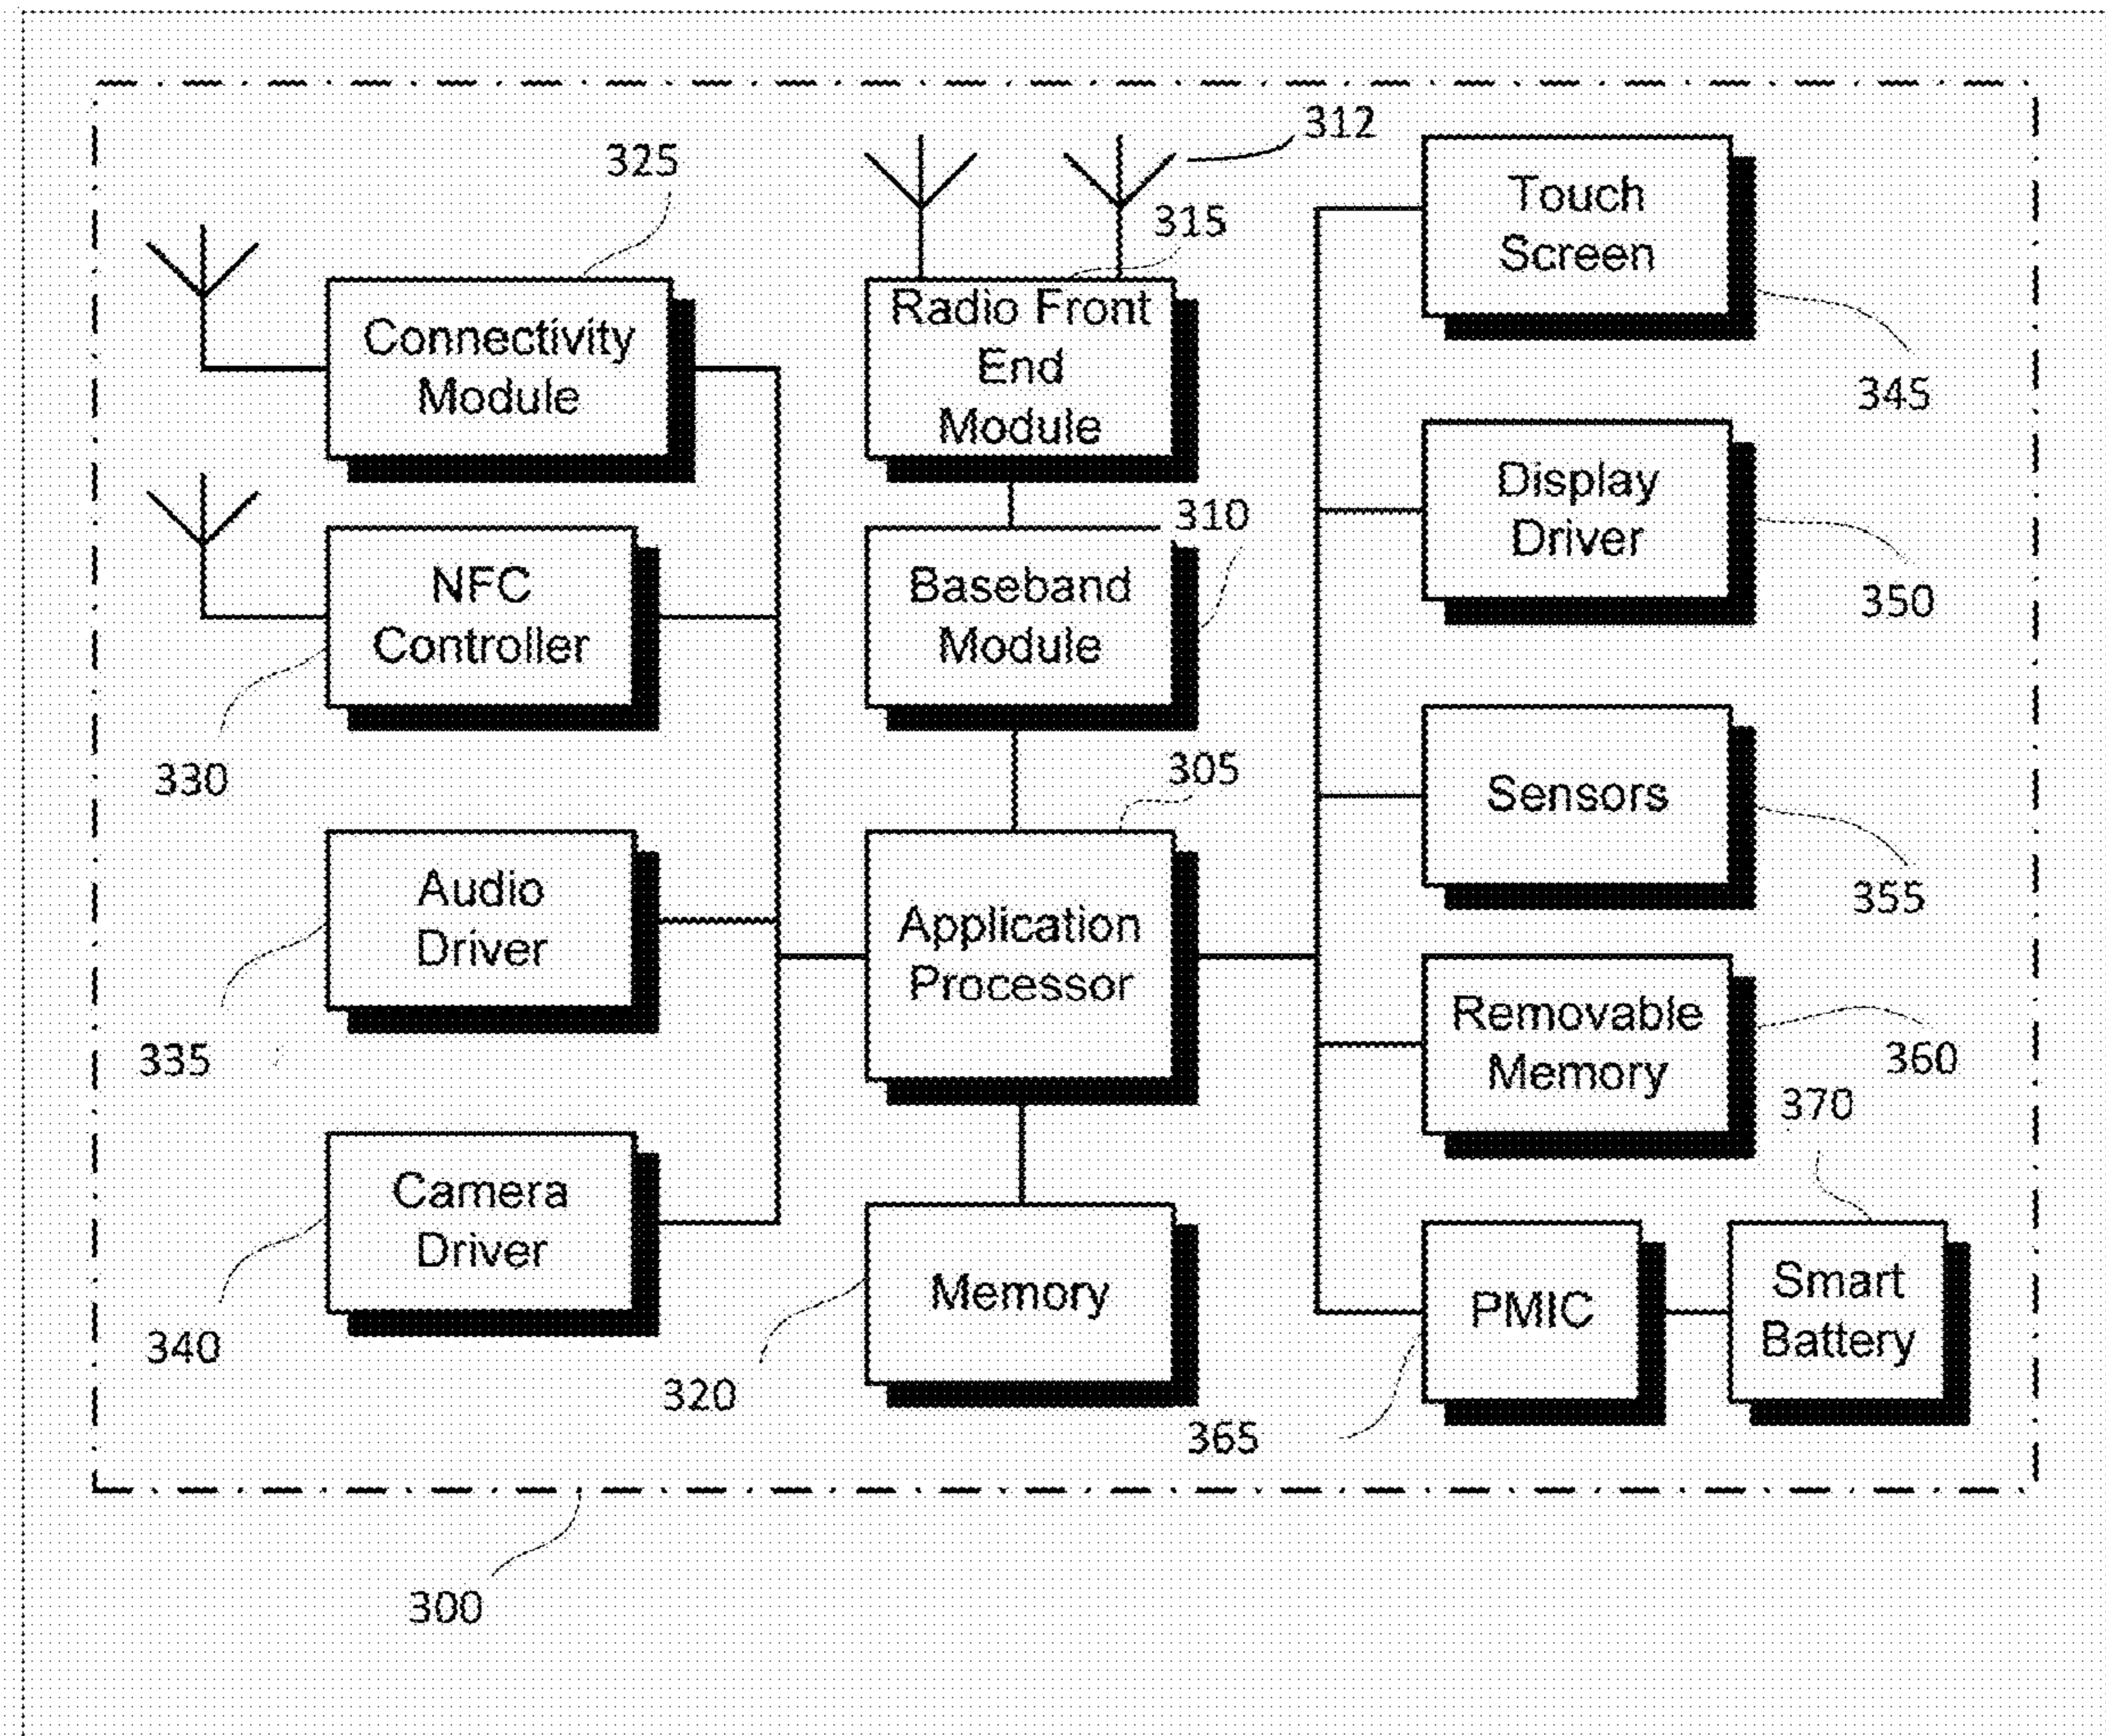 312
325
315
Touch
Screen
Radio Front
End
Module
Connectivity
Module
345
Display
Driver
310
NFC
Controller
Baseband
Module
350
330
305
Sensors
355
Audio
Driver
Application
Processor
Removable
Memory
335
360
370
Camera
Driver
Memory
PMIC
Smart
Battery
340
320
365
300